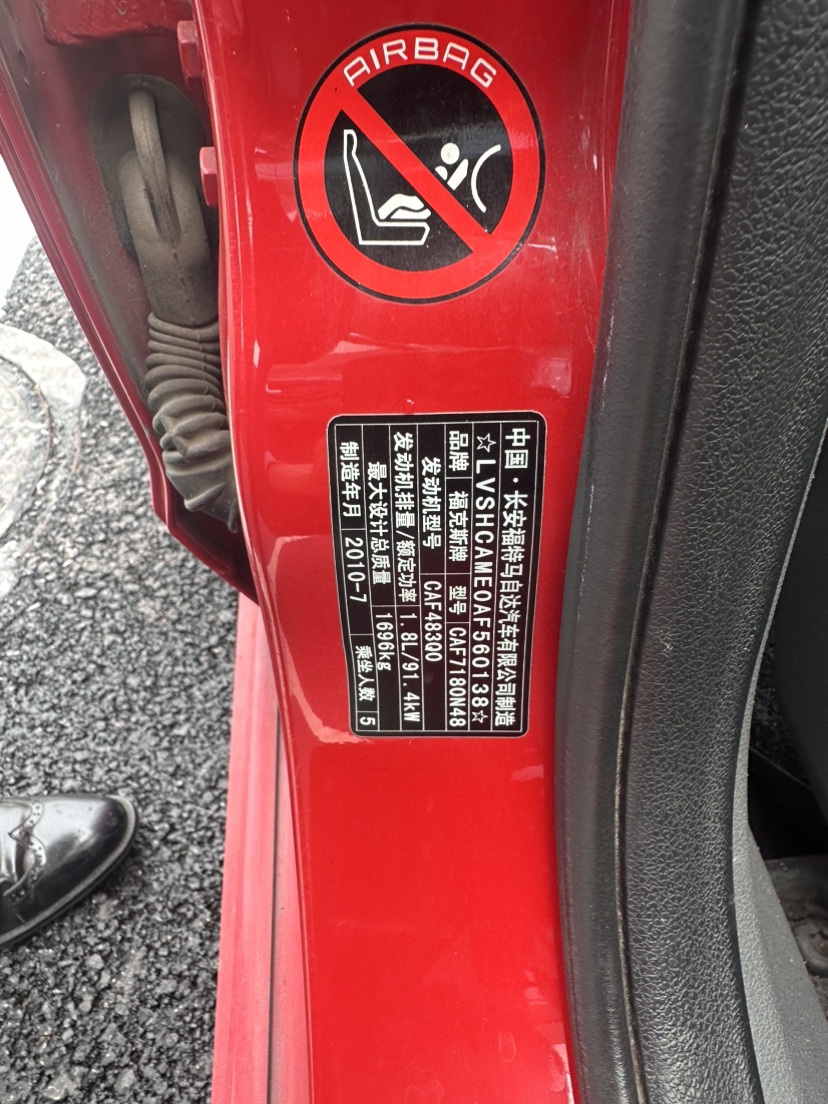 AIRBAG
中国·长安福特马自达汽车有限公司制造
☆LVSHCAME0AF560138☆
品牌 福克斯牌 型号 CAF7180N48
发动机型号 CAF483Q0
发动机排量/额定功率 1.8L/91.4kW
最大设计总质量 1696kg
制造年月 2010-7 乘坐人数 5